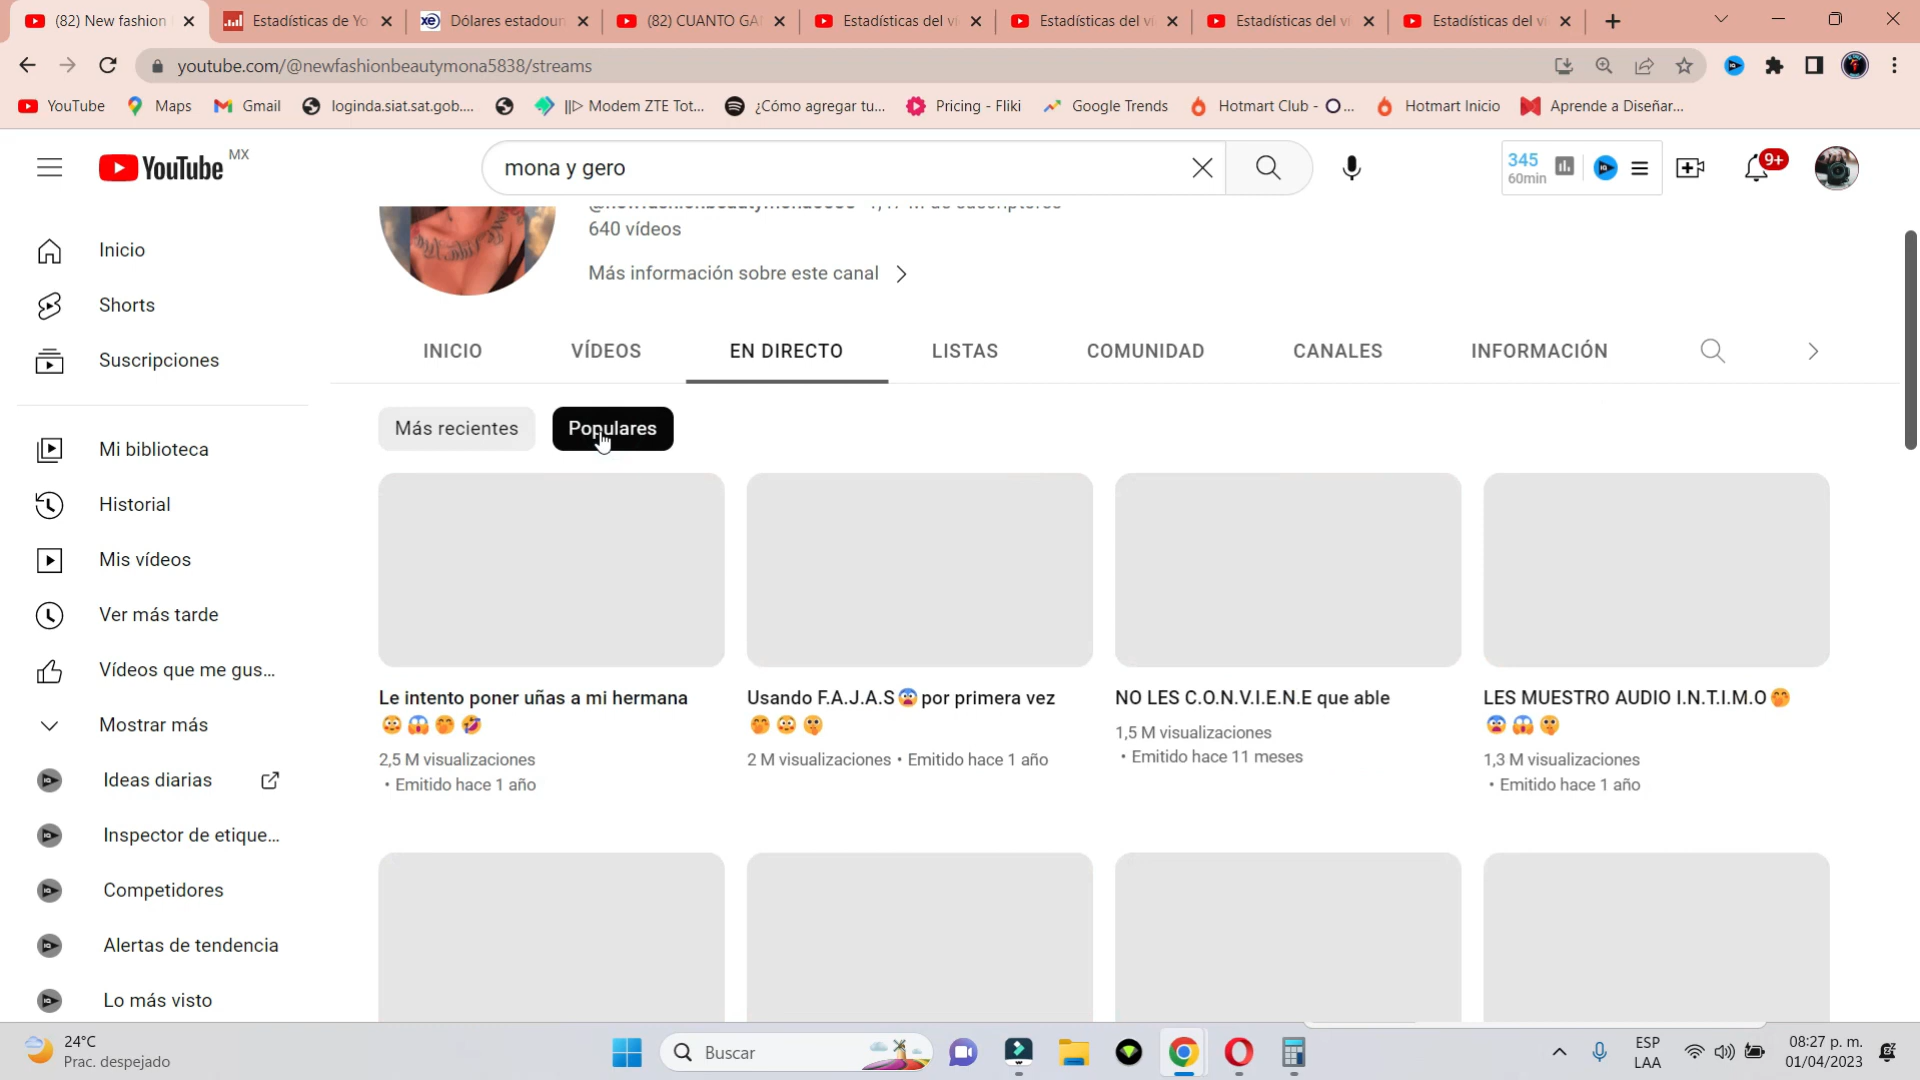 (82) New fashion
Estadísticas de Yo
Dólares estadoun
(82) CUANTO GA
Estadísticas del vi
Estadísticas del vi
Estadísticas del vi
Estadísticas del vi
youtube.com/@newfashionbeautymona5838/streams
YouTube
Maps
Gmail
loginda.siat.sat.gob....
||▷ Modem ZTE Tot...
¿Cómo agregar tu...
Pricing - Fliki
Google Trends
Hotmart Club - O...
Hotmart Inicio
Aprende a Diseñar...
YouTube MX
mona y gero
345
60min
9+
640 vídeos
Más información sobre este canal
INICIO
VÍDEOS
EN DIRECTO
LISTAS
COMUNIDAD
CANALES
INFORMACIÓN
Más recientes
Populares
Inicio
Shorts
Suscripciones
Mi biblioteca
Historial
Mis vídeos
Ver más tarde
Vídeos que me gus...
Mostrar más
Ideas diarias
Inspector de etique...
Competidores
Alertas de tendencia
Lo más visto
Le intento poner uñas a mi hermana
😳😱🤭🤣
2,5 M visualizaciones
• Emitido hace 1 año
Usando F.A.J.A.S😨por primera vez
🤭😳🤫
2 M visualizaciones • Emitido hace 1 año
NO LES C.O.N.V.I.E.N.E que able
1,5 M visualizaciones
• Emitido hace 11 meses
LES MUESTRO AUDIO I.N.T.I.M.O🤭
😨😱🤫
1,3 M visualizaciones
• Emitido hace 1 año
24°C
Prac. despejado
Buscar
ESP
LAA
08:27 p. m.
01/04/2023